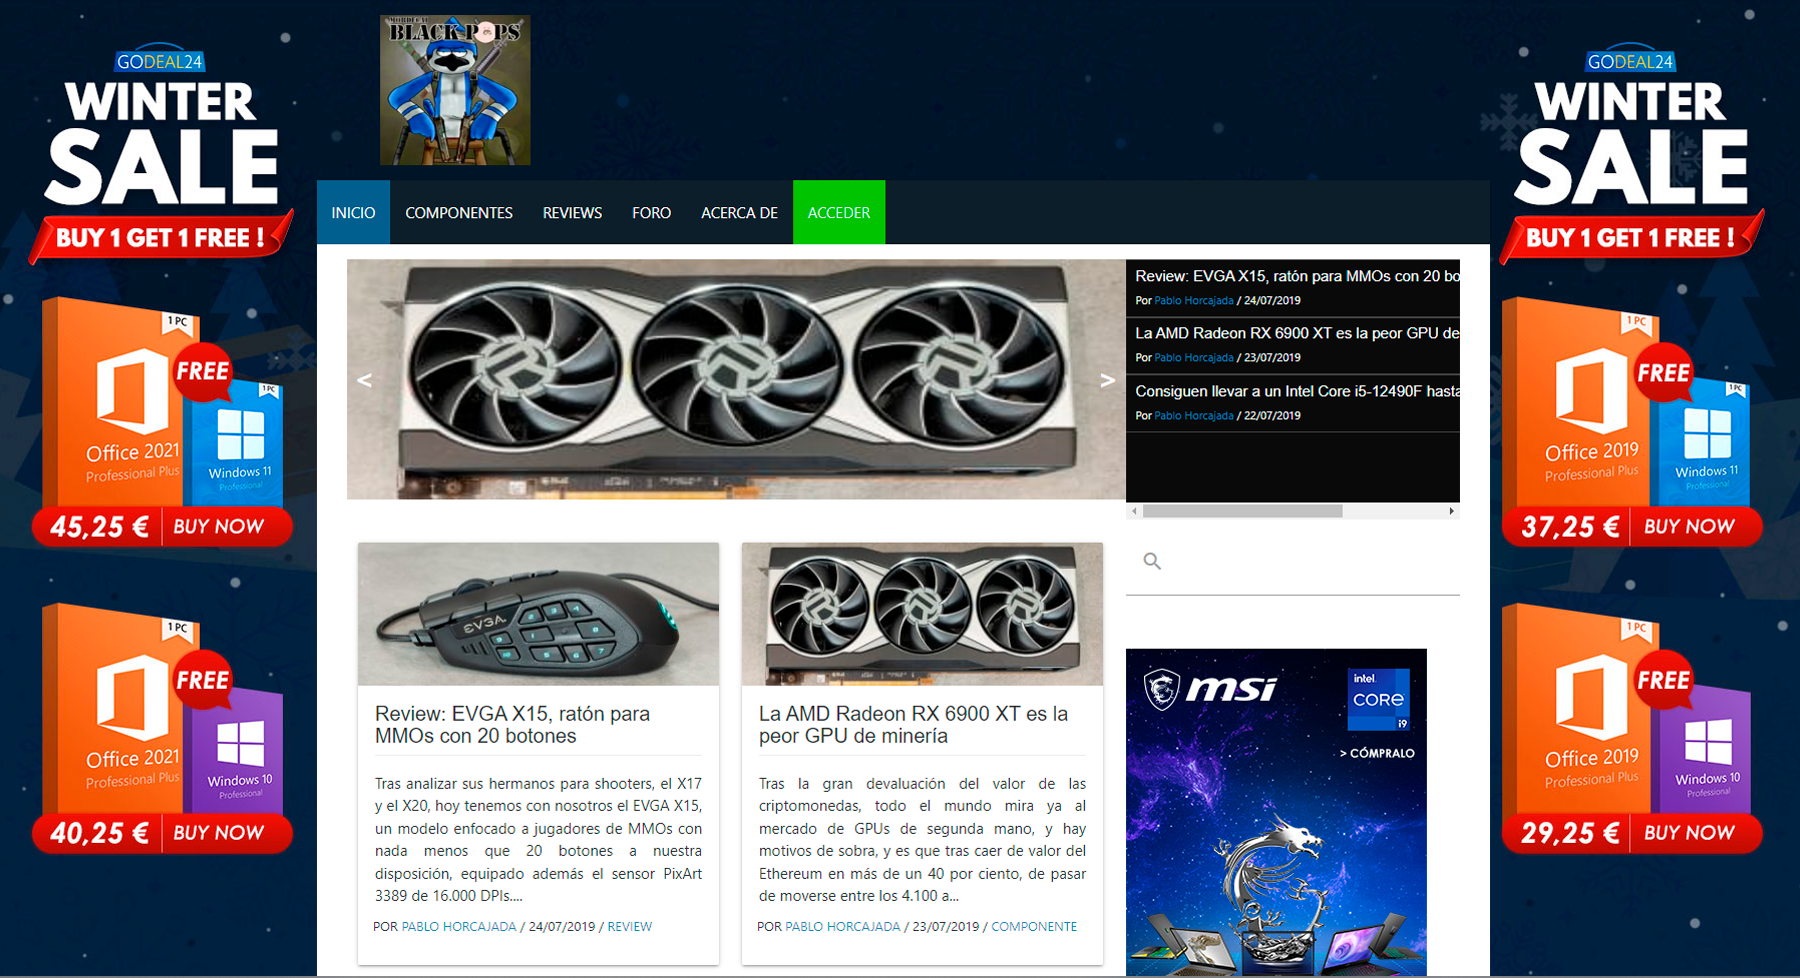 GODEAL24
WINTER
SALE
BUY 1 GET 1 FREE !
1 PC
FREE
1 PC
Office 2021
Professional Plus
Windows 11
Professional
45,25 €
BUY NOW
1 PC
FREE
Office 2021
Professional Plus
Windows 10
Professional
40,25 €
BUY NOW
MORDECAI
BLACK POPS
INICIO
COMPONENTES
REVIEWS
FORO
ACERCA DE
ACCEDER
<
>
Review: EVGA X15, ratón para MMOs con 20 bo
Por Pablo Horcajada / 24/07/2019
La AMD Radeon RX 6900 XT es la peor GPU de
Por Pablo Horcajada / 23/07/2019
Consiguen llevar a un Intel Core i5-12490F hasta
Por Pablo Horcajada / 22/07/2019
EVGA
Review: EVGA X15, ratón para
MMOs con 20 botones
Tras analizar sus hermanos para shooters, el X17
y el X20, hoy tenemos con nosotros el EVGA X15,
un modelo enfocado a jugadores de MMOs con
nada menos que 20 botones a nuestra
disposición, equipado además el sensor PixArt
3389 de 16.000 DPIs....
POR PABLO HORCAJADA / 24/07/2019 / REVIEW
La AMD Radeon RX 6900 XT es la
peor GPU de minería
Tras la gran devaluación del valor de las
criptomonedas, todo el mundo mira ya al
mercado de GPUs de segunda mano, y hay
motivos de sobra, y es que tras caer de valor del
Ethereum en más de un 40 por ciento, de pasar
de moverse entre los 4.100 a...
POR PABLO HORCAJADA / 23/07/2019 / COMPONENTE
msi
intel
CORE
i9
> CÓMPRALO
GODEAL24
WINTER
SALE
BUY 1 GET 1 FREE !
1 PC
FREE
1 PC
Office 2019
Professional Plus
Windows 11
Professional
37,25 €
BUY NOW
1 PC
FREE
Office 2019
Professional Plus
Windows 10
Professional
29,25 €
BUY NOW